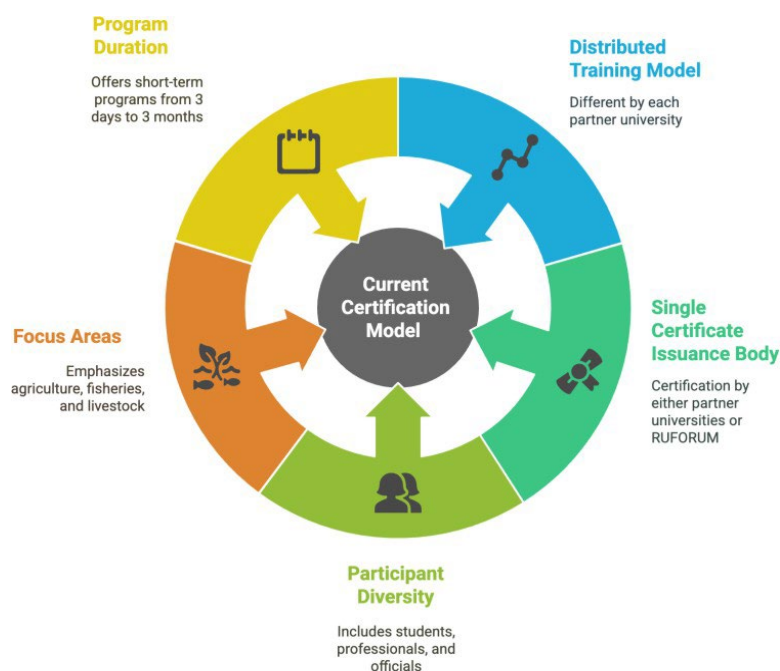 Program
Duration
Offers short-term
programs from 3
days to 3 months
Distributed
Training Model
Different by each
partner university
Current
Certification
Model
Single
Certificate
Issuance Body
Certification by
either partner
universities or
RUFORUM
Focus Areas
Emphasizes
agriculture, fisheries,
and livestock
Participant
Diversity
Includes students,
professionals, and
officials